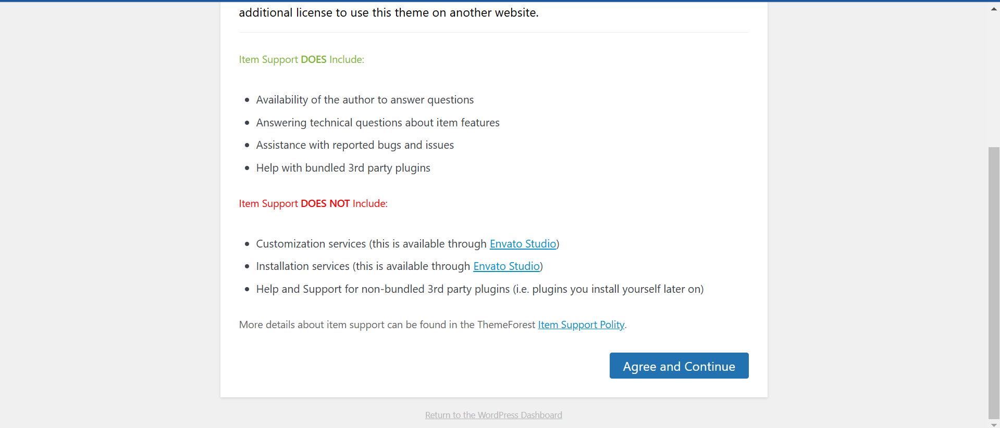 additional license to use this theme on another website.
Item Support DOES Include:
Availability of the author to answer questions
Answering technical questions about item features
Assistance with reported bugs and issues
Help with bundled 3rd party plugins
Item Support DOES NOT Include:
Customization services (this is available through Envato Studio)
Installation services (this is available through Envato Studio)
Help and Support for non-bundled 3rd party plugins (i.e. plugins you install yourself later on)
More details about item support can be found in the ThemeForest Item Support Polity.
Agree and Continue
Return to the WordPress Dashboard